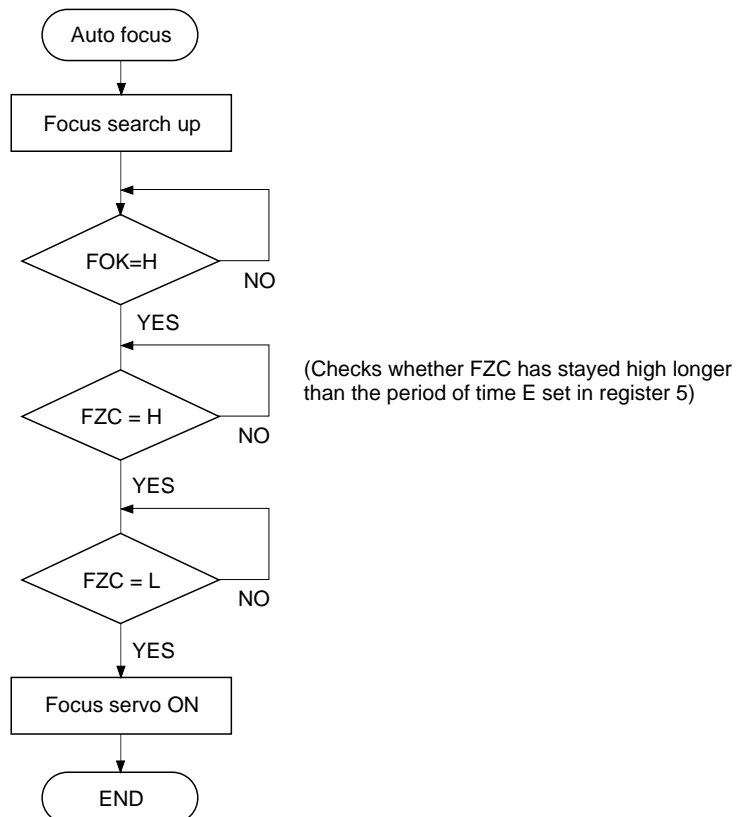 Auto focus
Focus search up
FOK=H
NO
YES
FZC = H
NO
(Checks whether FZC has stayed high longer
than the period of time E set in register 5)
YES
FZC = L
NO
YES
Focus servo ON
END